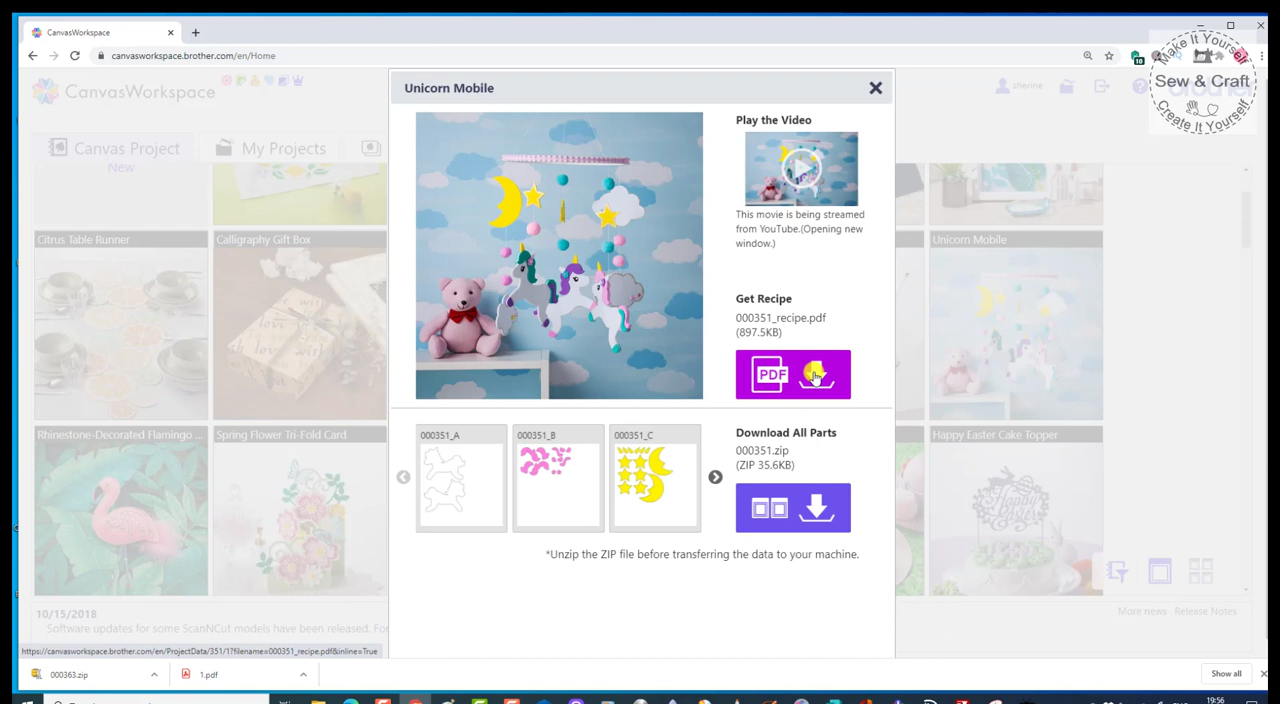 CanvasWorkspace
canvasworkspace.brother.com/en/Home
10
Make It Yourself
Sew & Craft
Create It Yourself
CanvasWorkspace
sherine
Canvas Project
My Projects
New
Unicorn Mobile
Play the Video
This movie is being streamed
from YouTube.(Opening new
window.)
Get Recipe
000351_recipe.pdf
(897.5KB)
PDF
Citrus Table Runner
Calligraphy Gift Box
Unicorn Mobile
Rhinestone-Decorated Flamingo ...
Spring Flower Tri-Fold Card
Happy Easter Cake Topper
000351_A
000351_B
000351_C
Download All Parts
000351.zip
(ZIP 35.6KB)
*Unzip the ZIP file before transferring the data to your machine.
10/15/2018
Software updates for some ScanNCut models have been released. For
More news
Release Notes
https://canvasworkspace.brother.com/en/ProjectData/351/1?filename=000351_recipe.pdf&inline=True
000363.zip
1.pdf
Show all
19:56